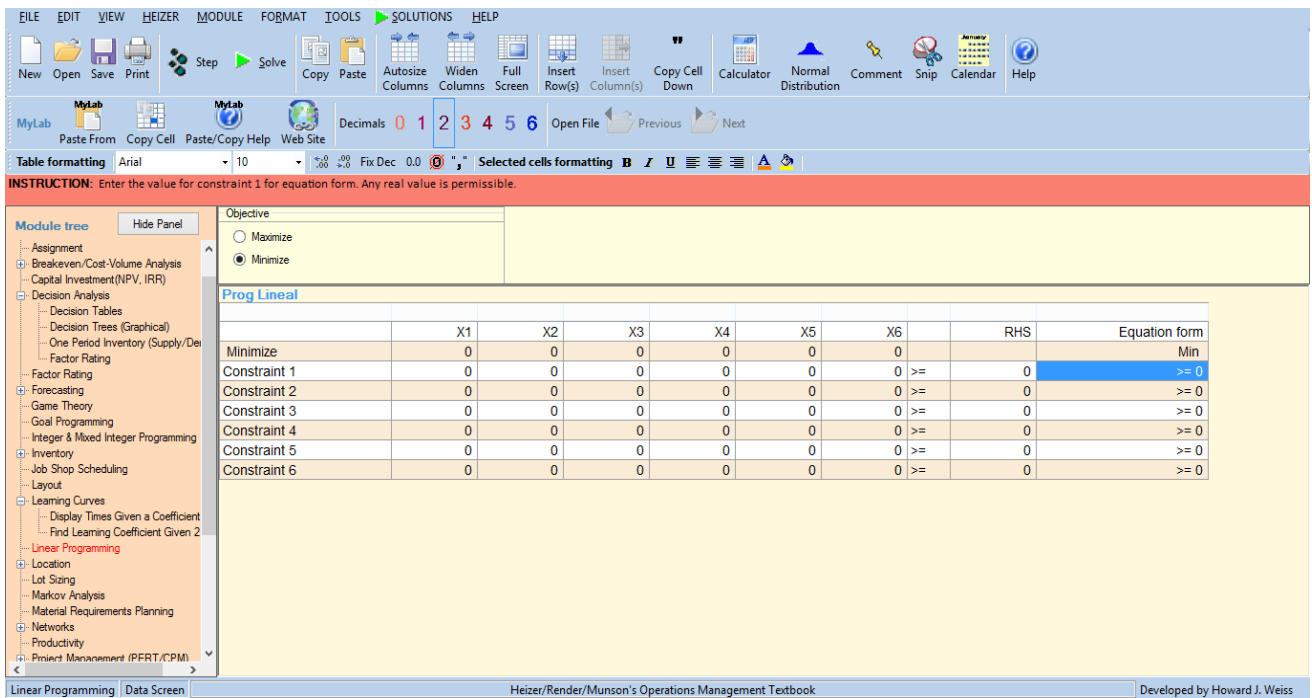 FILE EDIT VIEW HEIZER MODULE FORMAT TOOLS SOLUTIONS HELP
New Open Save Print Step Solve Copy Paste Autosize Columns Widen Columns Full Screen Insert Row(s) Insert Column(s) Copy Cell Down Calculator Normal Distribution Comment Snip January Calendar Help
MyLab MyLab Paste From Copy Cell MyLab Paste/Copy Help Web Site Decimals 0 1 2 3 4 5 6 Open File Previous Next
Table formatting Arial 10 Fix Dec 0.0 Selected cells formatting B I U A
INSTRUCTION: Enter the value for constraint 1 for equation form. Any real value is permissible.
Module tree Hide Panel
Assignment
Breakeven/Cost-Volume Analysis
Capital Investment(NPV, IRR)
Decision Analysis
Decision Tables
Decision Trees (Graphical)
One Period Inventory (Supply/De
Factor Rating
Factor Rating
Forecasting
Game Theory
Goal Programming
Integer & Mixed Integer Programming
Inventory
Job Shop Scheduling
Layout
Learning Curves
Display Times Given a Coefficient
Find Learning Coefficient Given 2
Linear Programming
Location
Lot Sizing
Markov Analysis
Material Requirements Planning
Networks
Productivity
Project Management (PERT/CPM)
Objective
Maximize
Minimize
Prog Lineal
X1 X2 X3 X4 X5 X6 RHS Equation form
Minimize 0 0 0 0 0 0 Min
Constraint 1 0 0 0 0 0 0 >= 0 >= 0
Constraint 2 0 0 0 0 0 0 >= 0 >= 0
Constraint 3 0 0 0 0 0 0 >= 0 >= 0
Constraint 4 0 0 0 0 0 0 >= 0 >= 0
Constraint 5 0 0 0 0 0 0 >= 0 >= 0
Constraint 6 0 0 0 0 0 0 >= 0 >= 0
Linear Programming Data Screen Heizer/Render/Munson's Operations Management Textbook Developed by Howard J. Weiss